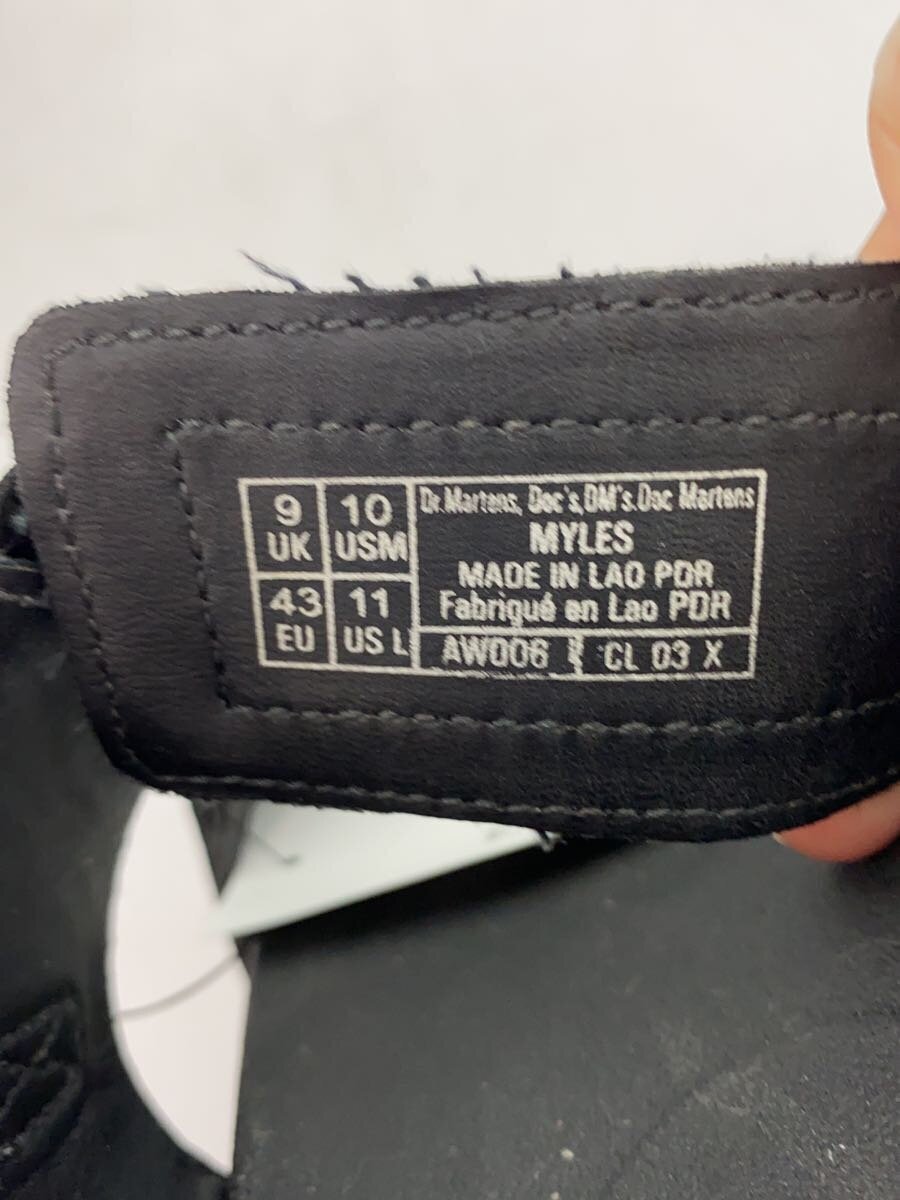 9
UK
10
USM
43
EU
11
US L
Dr.Martens, Doc's, DM's. Doc Martens
MYLES
MADE IN LAO PDR
Fabriqué en Lao PDR
AW006
CL 03 X